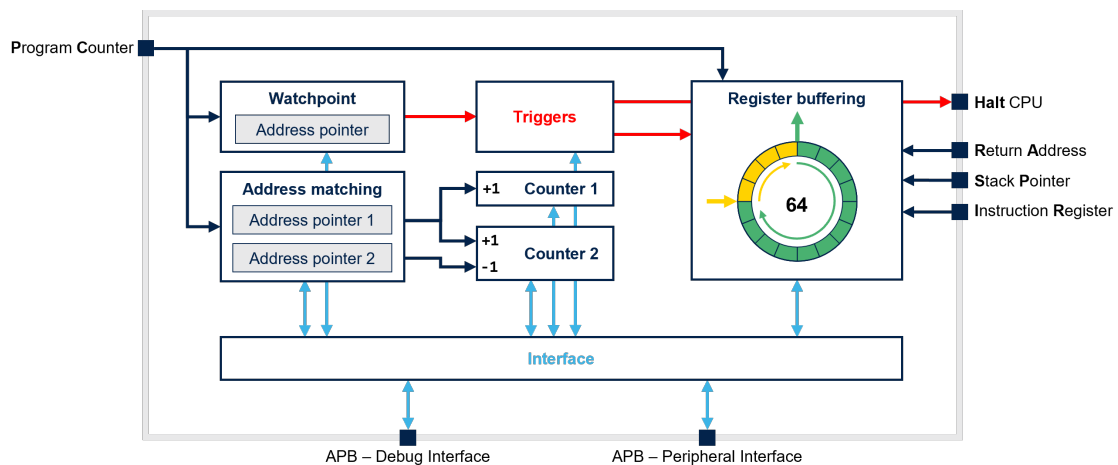 Program Counter
Watchpoint
Address pointer
Triggers
Register buffering
Halt CPU
Return Address
Stack Pointer
Instruction Register
Address matching
Address pointer 1
Address pointer 2
+1
Counter 1
+1
-1
Counter 2
64
Interface
APB – Debug Interface
APB – Peripheral Interface